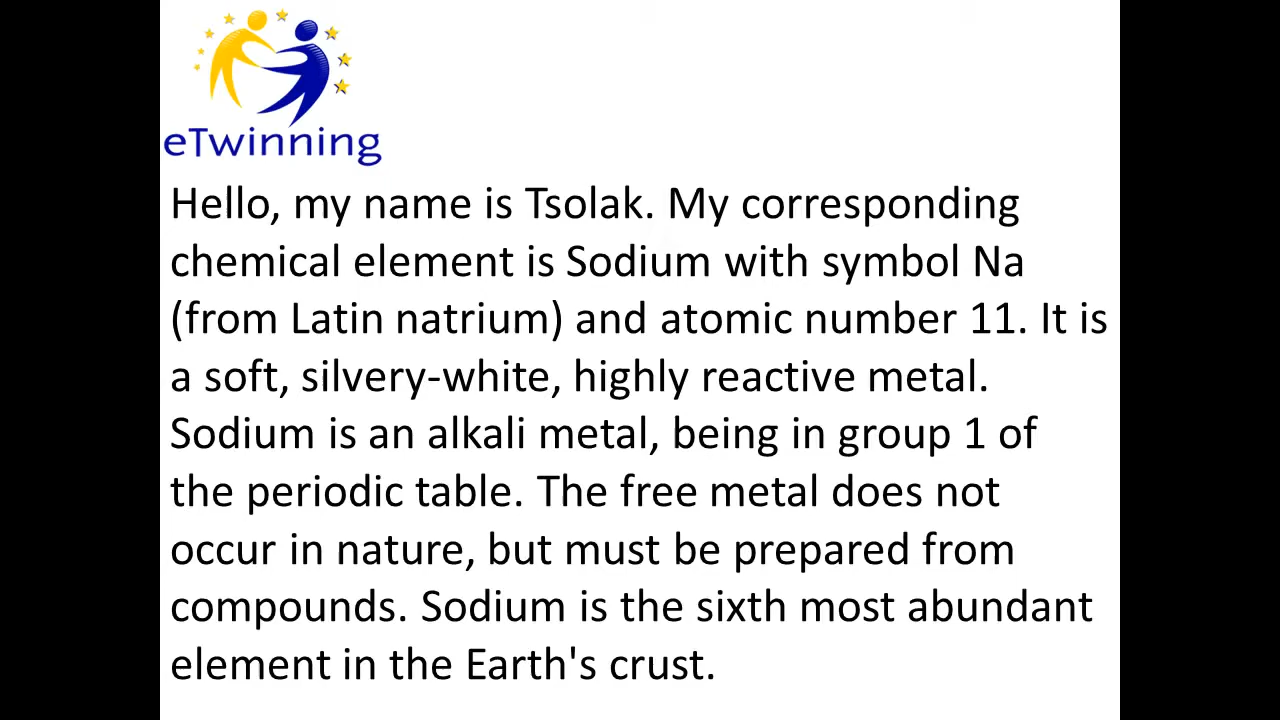 eTwinning
Hello, my name is Tsolak. My corresponding
chemical element is Sodium with symbol Na
(from Latin natrium) and atomic number 11. It is
a soft, silvery-white, highly reactive metal.
Sodium is an alkali metal, being in group 1 of
the periodic table. The free metal does not
occur in nature, but must be prepared from
compounds. Sodium is the sixth most abundant
element in the Earth's crust.